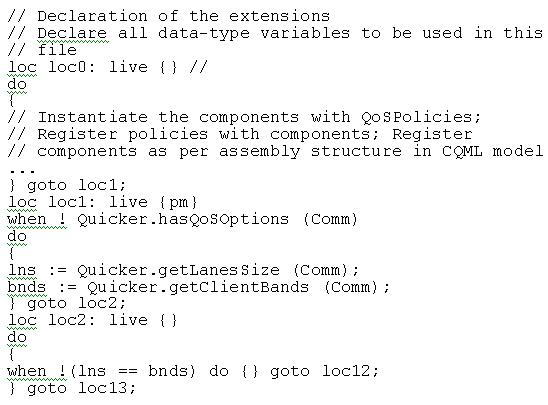 // Declaration of the extensions
// Declare all data-type variables to be used in this
// file
loc loc0: live {} //
do
{
// Instantiate the components with QoSPolicies;
// Register policies with components; Register
// components as per assembly structure in CQML model
...
} goto loc1;
loc loc1: live {pm}
when ! Quicker.hasQoSOptions (Comm)
do
{
lns := Quicker.getLanesSize (Comm);
bnds := Quicker.getClientBands (Comm);
} goto loc2;
loc loc2: live {}
do
{
when !(lns == bnds) do {} goto loc12;
} goto loc13;